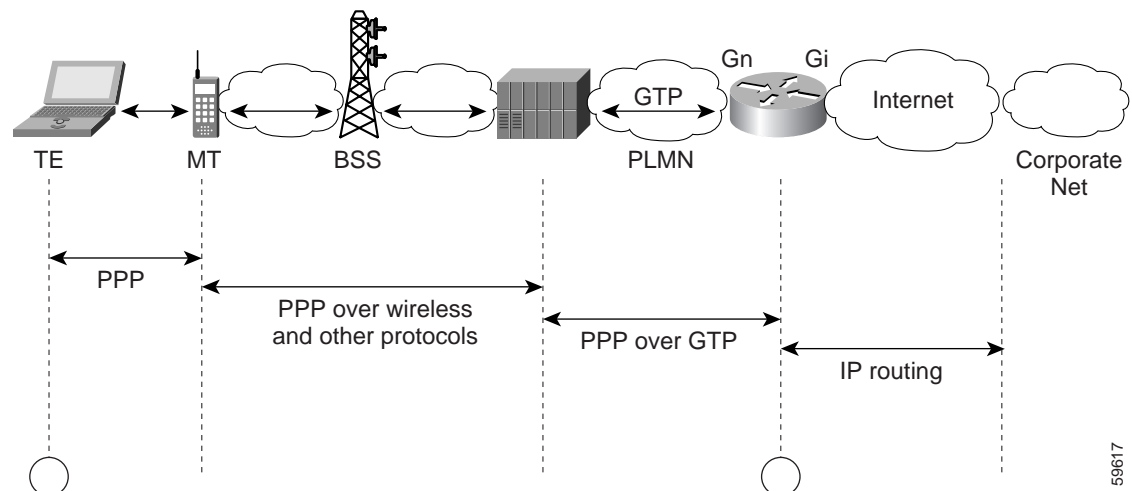 Gn
Gi
GTP
Internet
TE
MT
BSS
PLMN
Corporate
Net
PPP
PPP over wireless
and other protocols
PPP over GTP
IP routing
59617